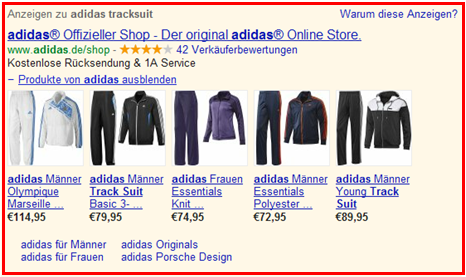 Anzeigen zu adidas tracksuit Warum diese Anzeigen?
adidas® Offizieller Shop - Der original adidas® Online Store.
www.adidas.de/shop - ★★★★★ 42 Verkäuferbewertungen
Kostenlose Rücksendung & 1A Service
− Produkte von adidas ausblenden
adidas Männer adidas Männer adidas Frauen adidas Männer adidas Männer
Olympique Track Suit Essentials Essentials Young Track
Marseille ... Basic 3- ... Knit ... Polyester ... Suit
€114,95 €79,95 €74,95 €72,95 €89,95
adidas für Männer adidas Originals
adidas für Frauen adidas Porsche Design